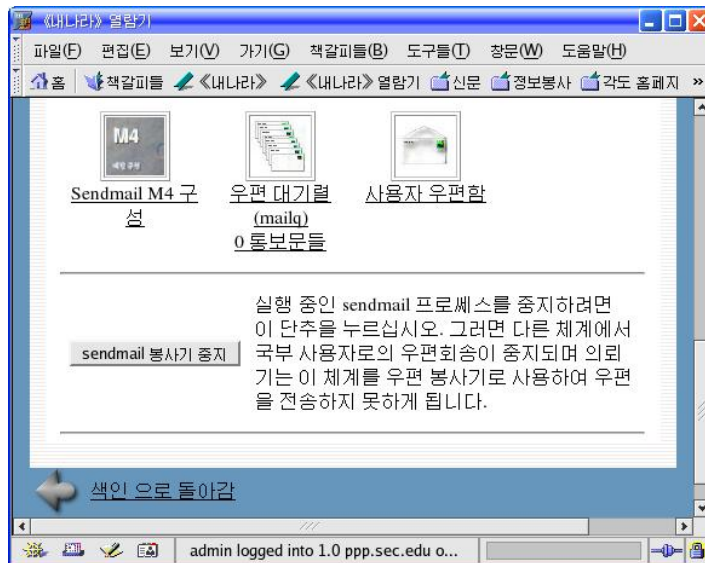 《내나라》 열람기
파일(F) 편집(E) 보기(V) 가기(G) 책갈피들(B) 도구들(T) 창문(W) 도움말(H)
홈 책갈피들 《내나라》 《내나라》 열람기 신문 정보봉사 각도 홈페지 »
M4
Sendmail M4 구
성
우편 대기렬
(mailq)
0 통보문들
사용자 우편함
sendmail 봉사기 중지
실행 중인 sendmail 프로쎄스를 중지하려면
이 단추을 누르십시오. 그러면 다른 체계에서
국부 사용자로의 우편회송이 중지되며 의뢰
기는 이 체계를 우편 봉사기로 사용하여 우편
을 전송하지 못하게 됩니다.
색인 으로 돌아감
admin logged into 1.0 ppp.sec.edu o...